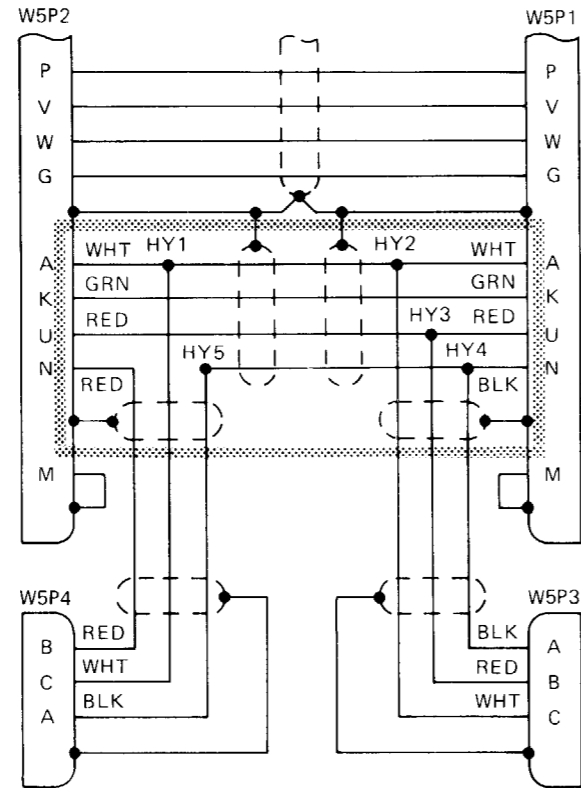 W5P2 W5P1
P P
V V
W W
G G
WHT HY1 HY2 WHT
A A
GRN GRN
K K
RED HY3 RED
U U
HY5 HY4
N N
RED BLK
M M
W5P4 W5P3
RED BLK
B A
WHT RED
C B
BLK WHT
A C